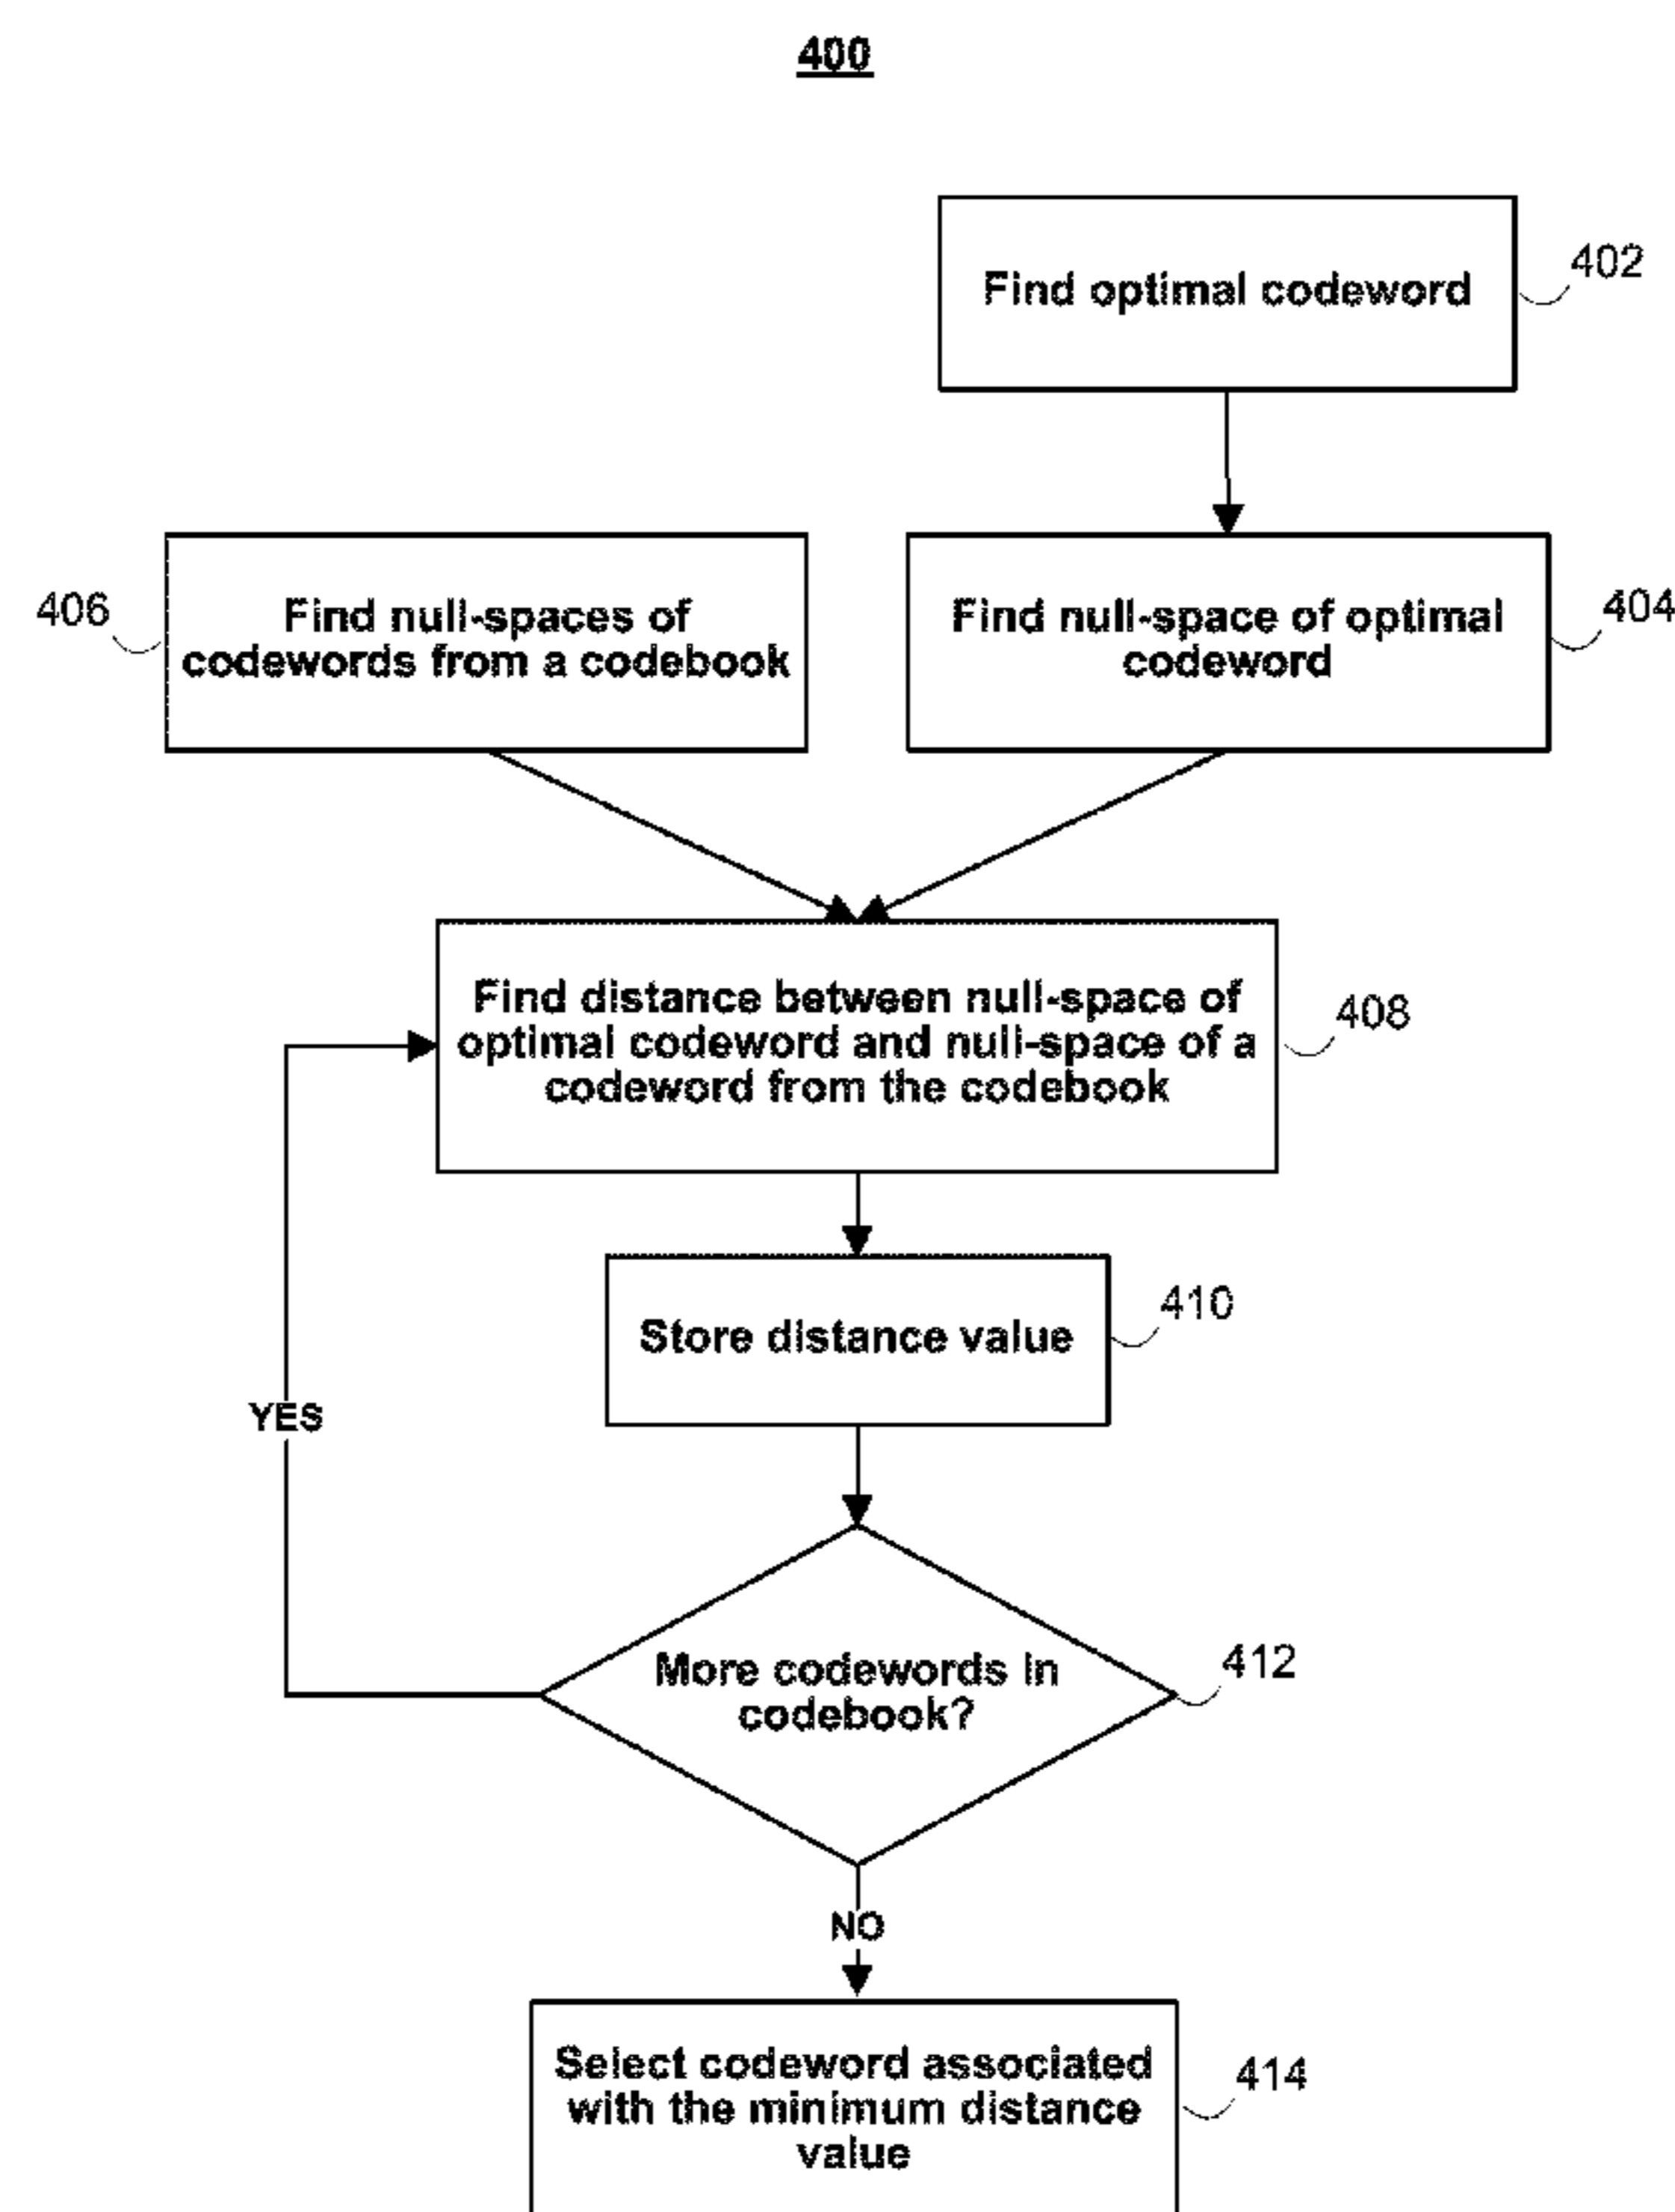 400
Find optimal codeword
402
406
Find null-spaces of
codewords from a codebook
Find null-space of optimal
codeword
404
Find distance between null-space of
optimal codeword and null-space of a
codeword from the codebook
408
Store distance value
410
YES
More codewords in
codebook?
412
NO
Select codeword associated
with the minimum distance
value
414